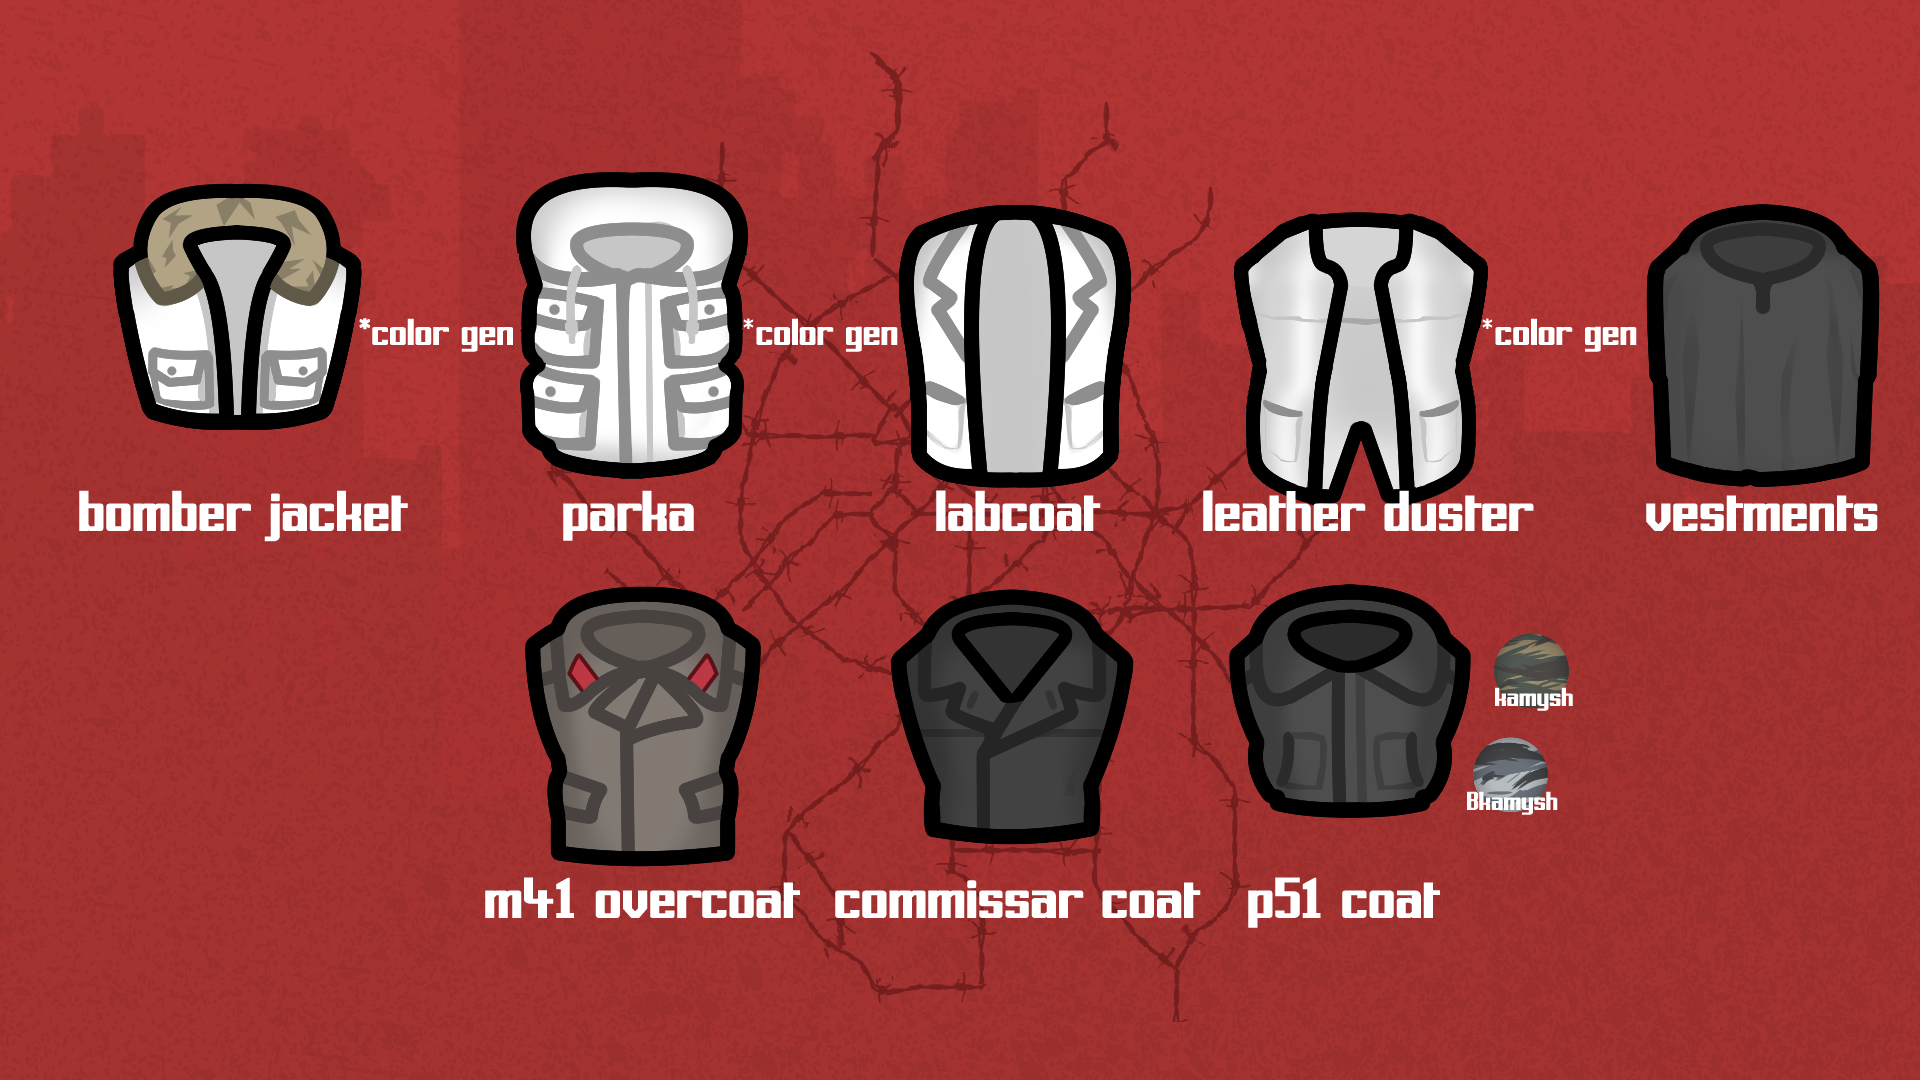 *color gen
*color gen
*color gen
bomber jacket
parka
labcoat
leather duster
vestments
kamysh
Bkamysh
m41 overcoat
commissar coat
p51 coat